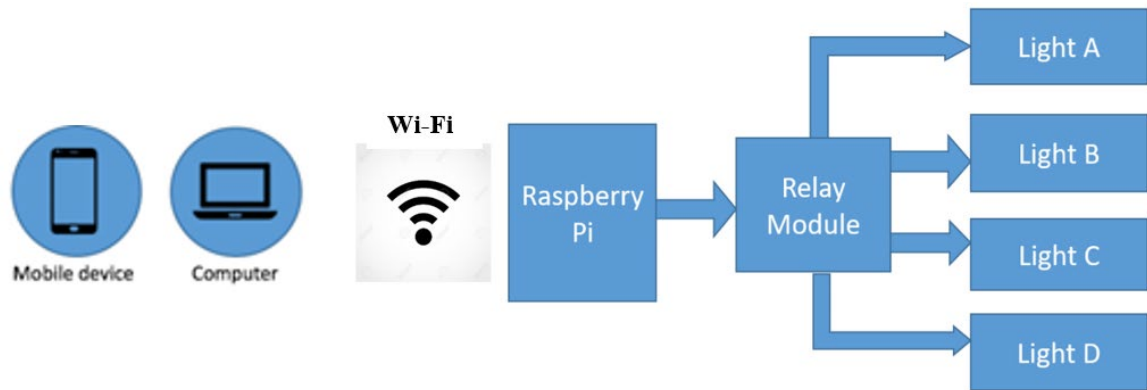 Mobile device
Computer
Wi-Fi
Raspberry
Pi
Relay
Module
Light A
Light B
Light C
Light D